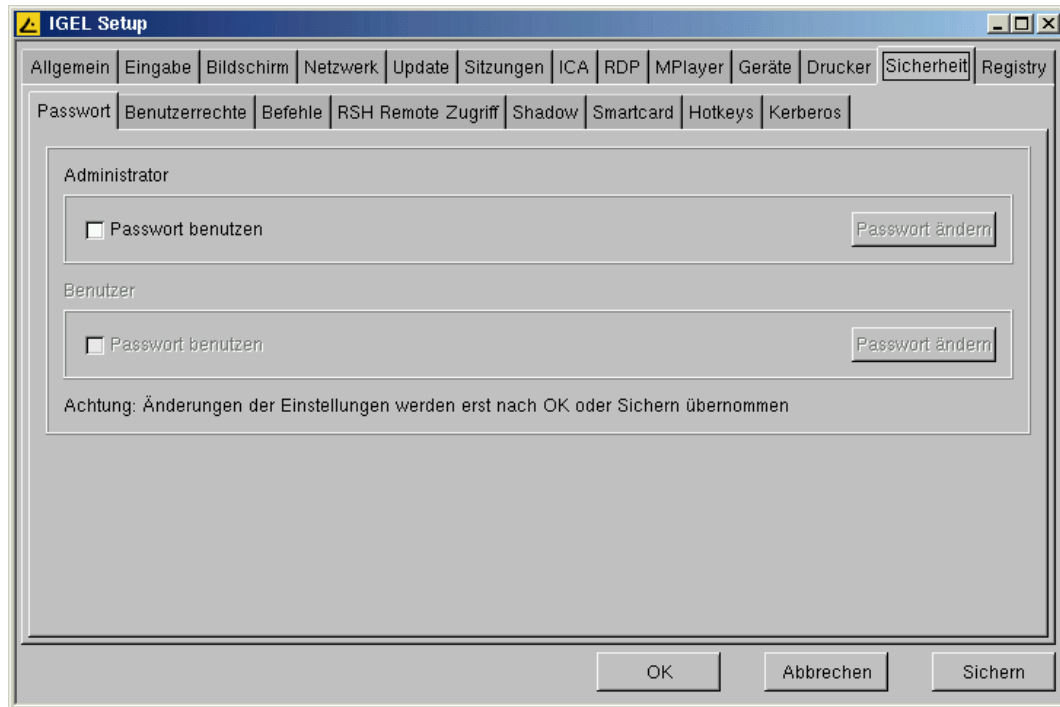 IGEL Setup
Allgemein Eingabe Bildschirm Netzwerk Update Sitzungen ICA RDP MPlayer Geräte Drucker Sicherheit Registry
Passwort Benutzerrechte Befehle RSH Remote Zugriff Shadow Smartcard Hotkeys Kerberos
Administrator
Passwort benutzen Passwort ändern
Benutzer
Passwort benutzen Passwort ändern
Achtung: Änderungen der Einstellungen werden erst nach OK oder Sichern übernommen
OK Abbrechen Sichern